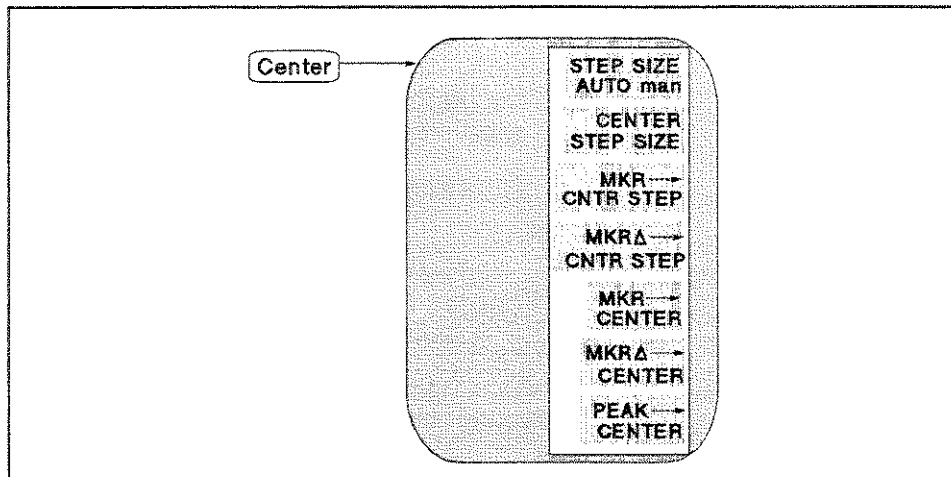 Center
STEP SIZE
AUTO man
CENTER
STEP SIZE
MKR→
CNTR STEP
MKRΔ→
CNTR STEP
MKR→
CENTER
MKRΔ→
CENTER
PEAK→
CENTER